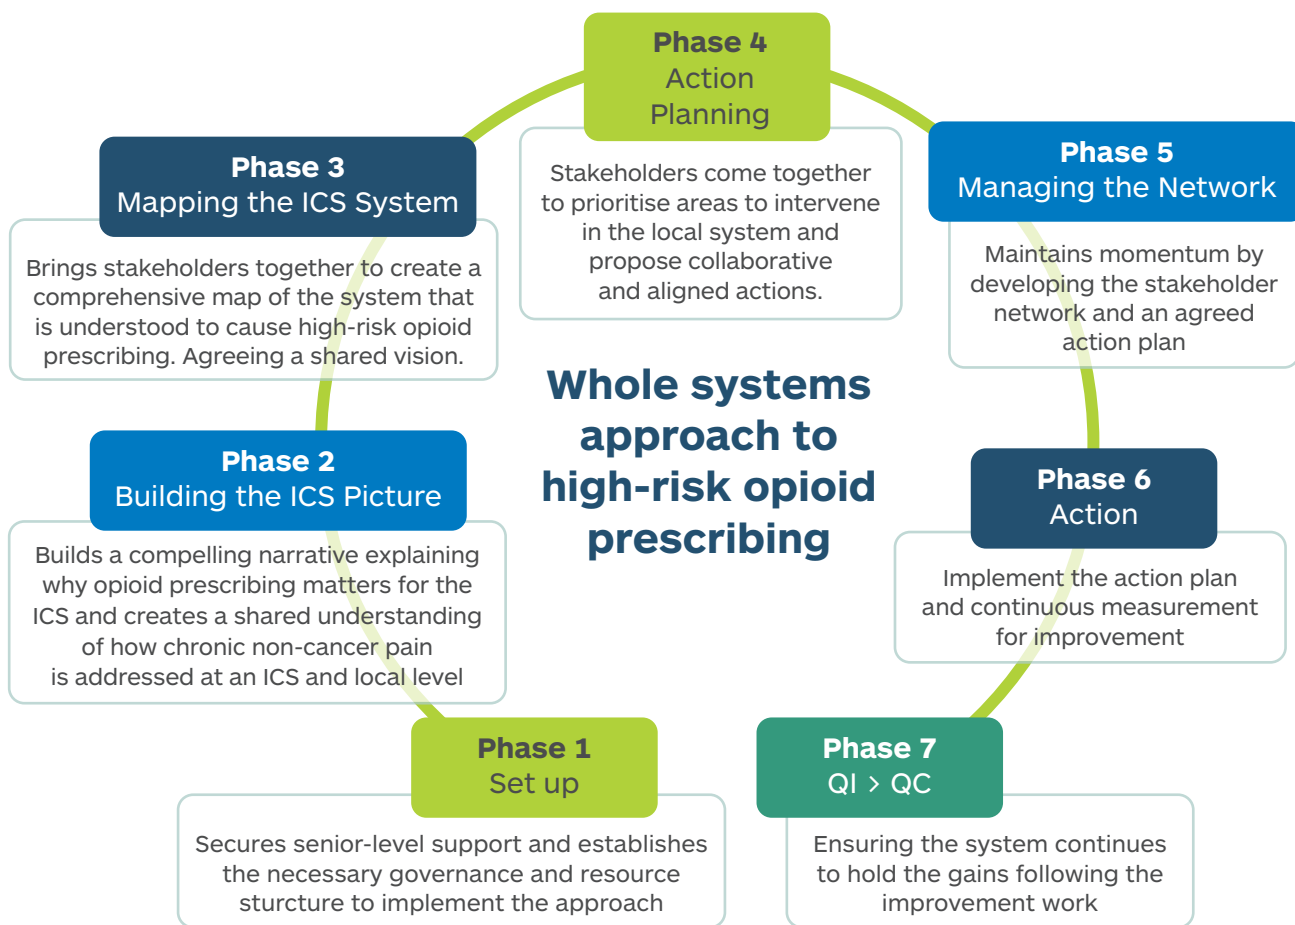 Phase 4
Action
Planning
Stakeholders come together
to prioritise areas to intervene
in the local system and
propose collaborative
and aligned actions.
Phase 3
Mapping the ICS System
Brings stakeholders together to create a
comprehensive map of the system that
is understood to cause high-risk opioid
prescribing. Agreeing a shared vision.
Phase 5
Managing the Network
Maintains momentum by
developing the stakeholder
network and an agreed
action plan
Whole systems
approach to
high-risk opioid
prescribing
Phase 2
Building the ICS Picture
Builds a compelling narrative explaining
why opioid prescribing matters for the
ICS and creates a shared understanding
of how chronic non-cancer pain
is addressed at an ICS and local level
Phase 6
Action
Implement the action plan
and continuous measurement
for improvement
Phase 1
Set up
Secures senior-level support and establishes
the necessary governance and resource
sturcture to implement the approach
Phase 7
QI > QC
Ensuring the system continues
to hold the gains following the
improvement work